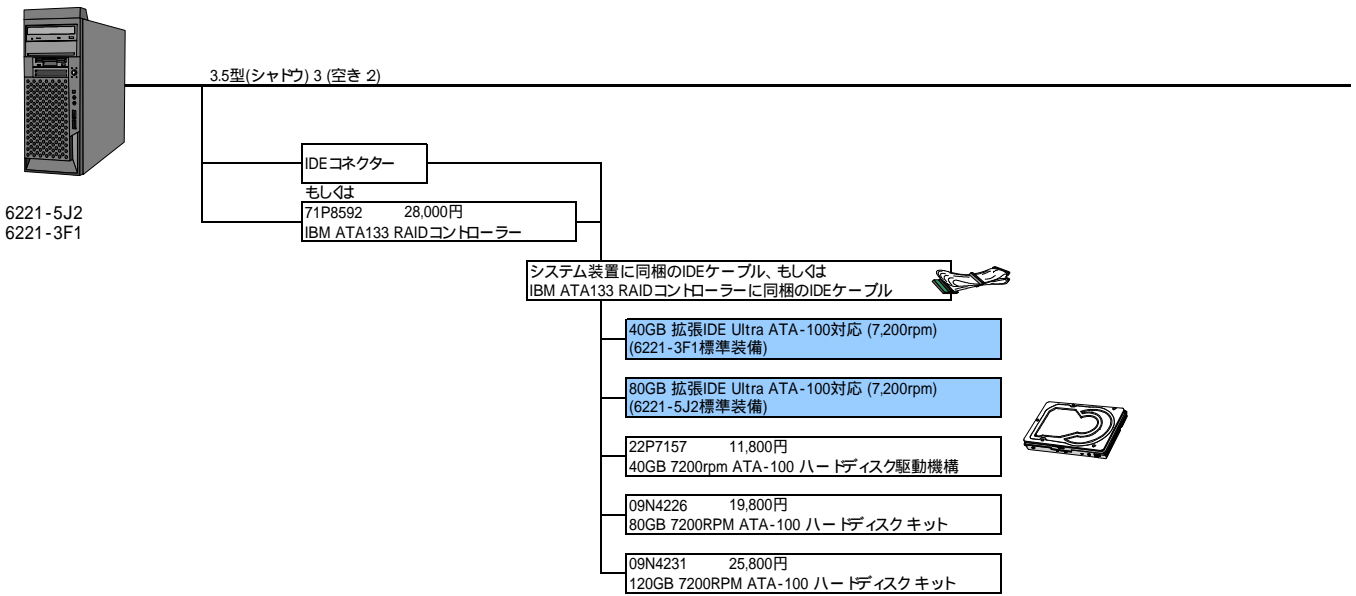 3.5型(シャドウ) 3 (空き 2)
IDEコネクター
もしくは
71P8592 28,000円
IBM ATA133 RAIDコントローラー
6221-5J2
6221-3F1
システム装置に同梱のIDEケーブル、もしくは
IBM ATA133 RAIDコントローラーに同梱のIDEケーブル
40GB 拡張IDE Ultra ATA-100対応 (7,200rpm)
(6221-3F1標準装備)
80GB 拡張IDE Ultra ATA-100対応 (7,200rpm)
(6221-5J2標準装備)
22P7157 11,800円
40GB 7200rpm ATA-100 ハードディスク駆動機構
09N4226 19,800円
80GB 7200RPM ATA-100 ハードディスク キット
09N4231 25,800円
120GB 7200RPM ATA-100 ハードディスク キット